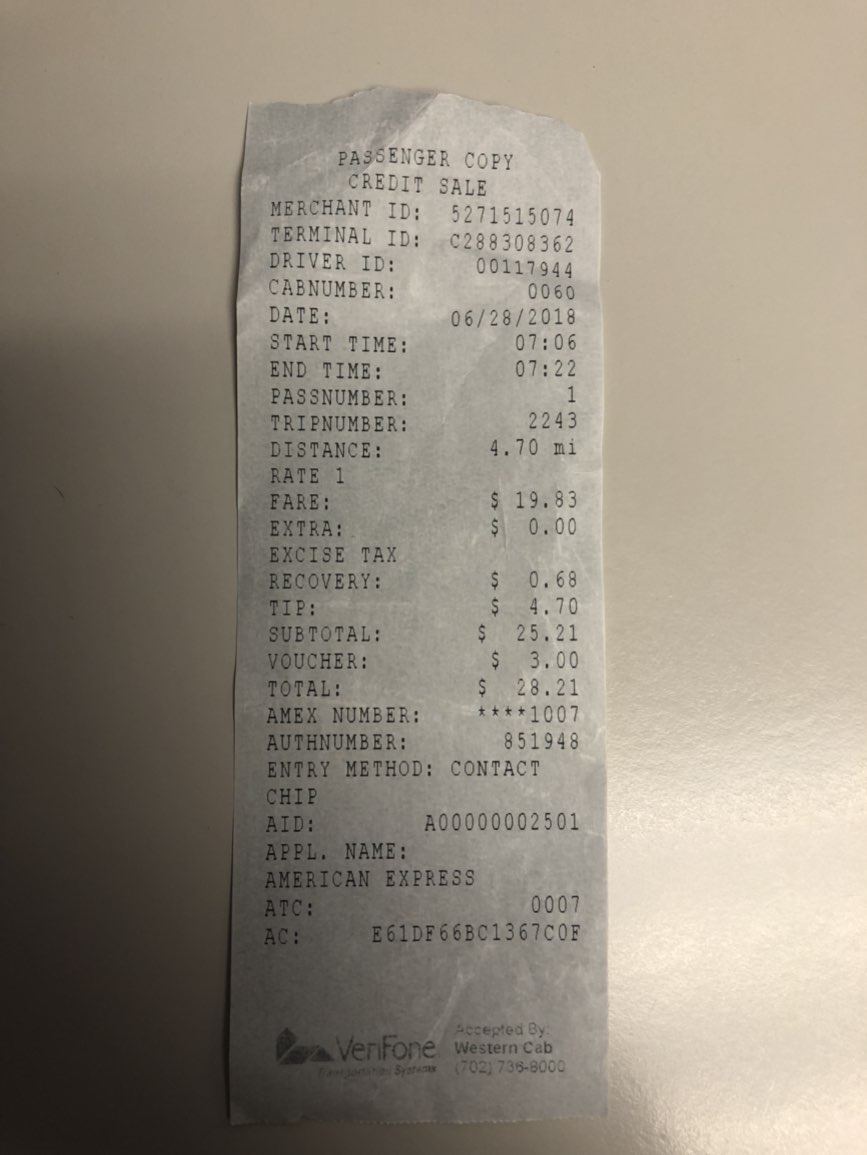 PASSENGER COPY
CREDIT SALE
MERCHANT ID: 5271515074
TERMINAL ID: C288308362
DRIVER ID: 00117944
CABNUMBER: 0060
DATE: 06/28/2018
START TIME: 07:06
END TIME: 07:22
PASSNUMBER: 1
TRIPNUMBER: 2243
DISTANCE: 4.70 mi
RATE 1
FARE: $ 19.83
EXTRA: $ 0.00
EXCISE TAX
RECOVERY: $ 0.68
TIP: $ 4.70
SUBTOTAL: $ 25.21
VOUCHER: $ 3.00
TOTAL: $ 28.21
AMEX NUMBER: ****1007
AUTHNUMBER: 851948
ENTRY METHOD: CONTACT
CHIP
AID: A00000002501
APPL. NAME:
AMERICAN EXPRESS
ATC: 0007
AC: E61DF66BC1367C0F
VeriFone
Transportation Systems
Accepted By:
Western Cab
(702) 736-8000